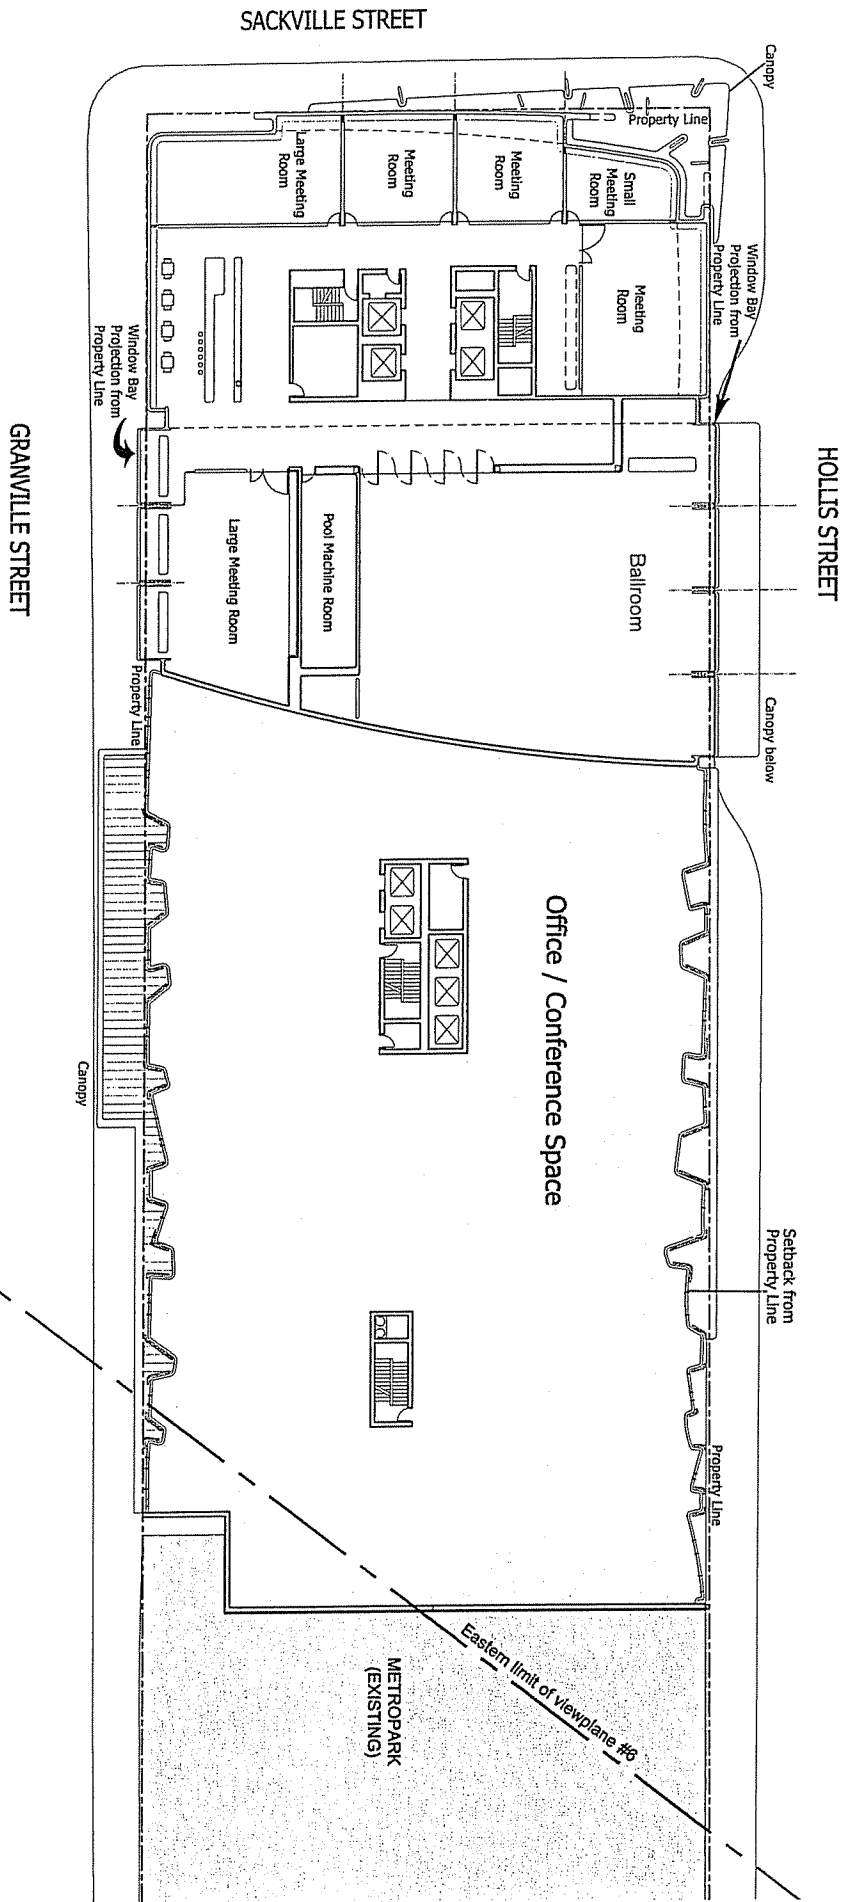 SACKVILLE STREET
Canopy
Property Line
Large Meeting
Room
Meeting
Room
Meeting
Room
Small
Meeting
Room
Window Bay
Projection from
Property Line
Meeting
Room
Window Bay
Projection from
Property Line
GRANVILLE STREET
HOLLIS STREET
Large Meeting Room
Pool Machine Room
Ballroom
Property Line
Canopy below
Office / Conference Space
Canopy
Setback from
Property Line
Property Line
Eastern limit of viewplane #6
METROPARK
(EXISTING)